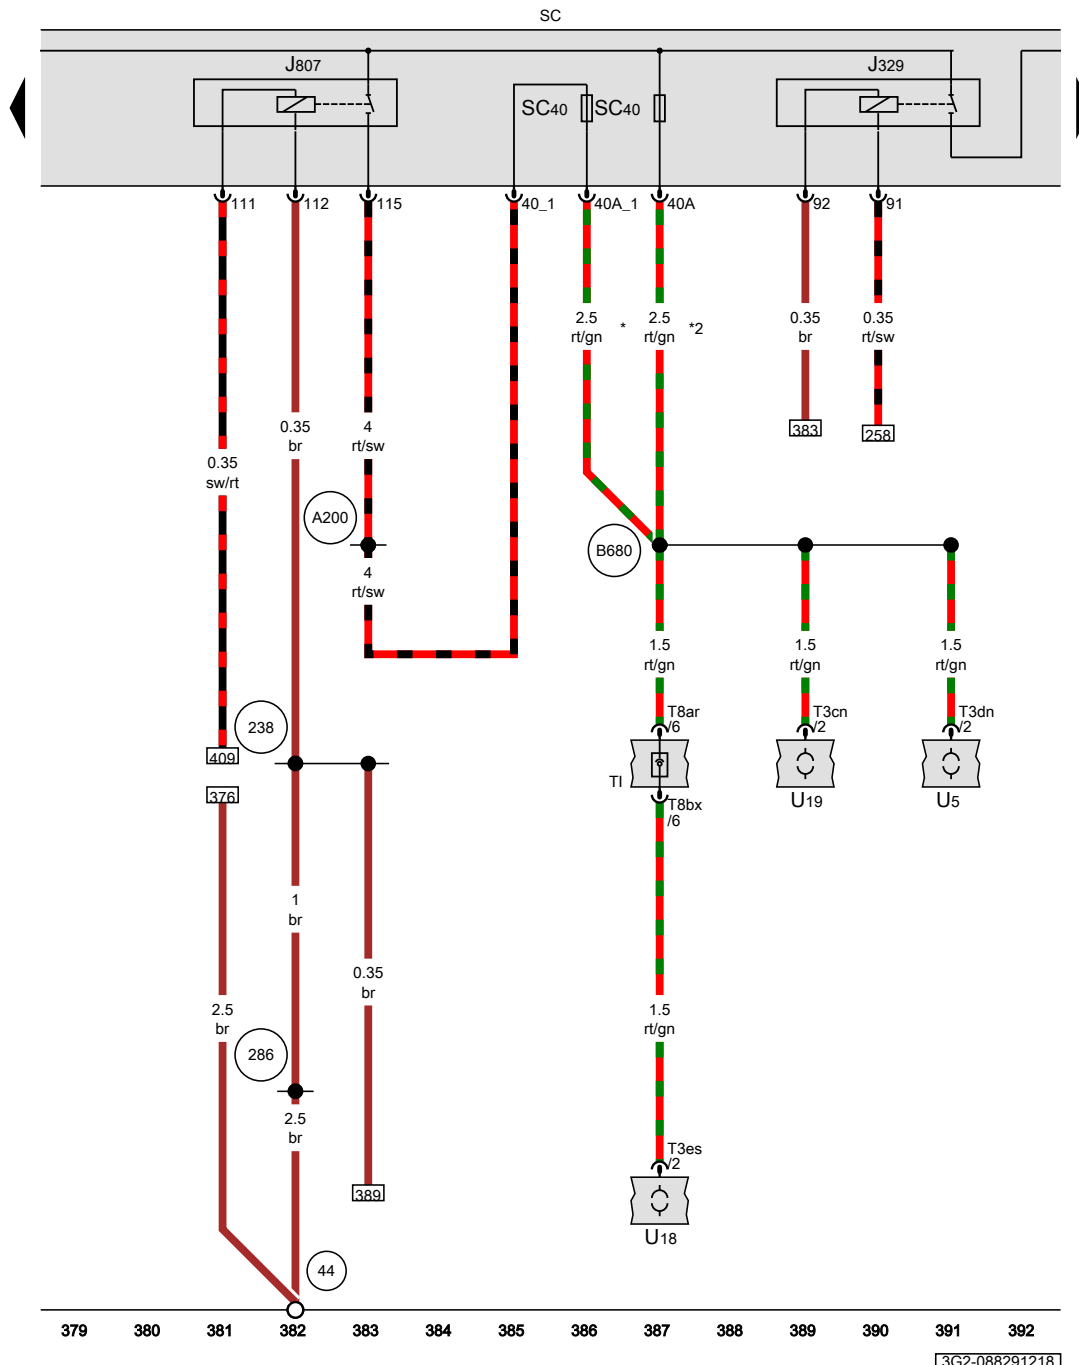 SC
J807
J329
SC40
SC40
111
112
115
40_1
40A_1
40A
92
91
2.5
rt/gn
*
2.5
rt/gn
*2
0.35
br
0.35
rt/sw
383
258
0.35
br
4
rt/sw
0.35
sw/rt
A200
B680
4
rt/sw
1.5
rt/gn
1.5
rt/gn
1.5
rt/gn
238
T8ar
/6
T3cn
/2
T3dn
/2
409
376
TI
U19
U5
T8bx
/6
1
br
0.35
br
2.5
br
1.5
rt/gn
286
2.5
br
T3es
/2
389
U18
44
379 380 381 382 383 384 385 386 387 388 389 390 391 392
3G2-088291218